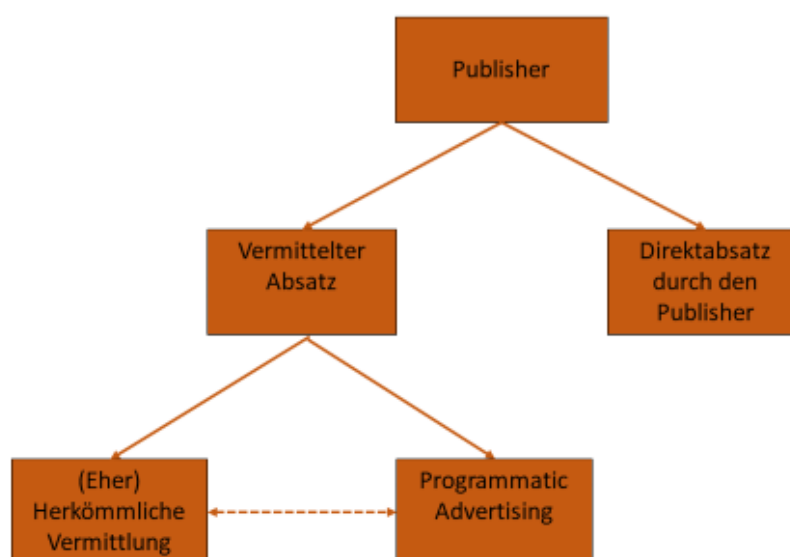 Publisher
Vermittelter
Absatz
Direktabsatz
durch den
Publisher
(Eher)
Herkömmliche
Vermittlung
Programmatic
Advertising